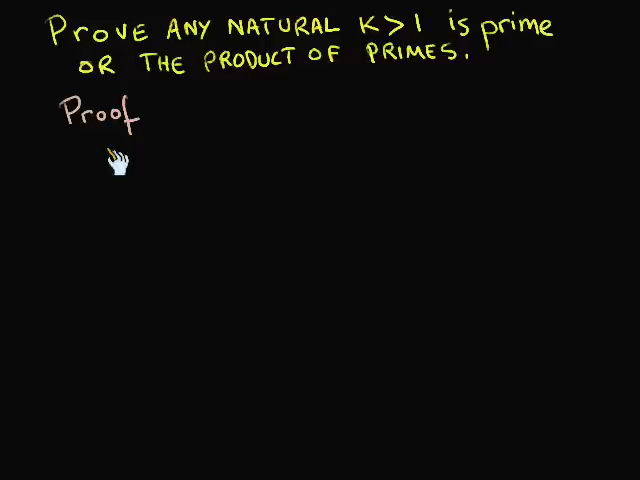 Prove ANY NATURAL K > 1 is prime
OR THE PRODUCT OF PRIMES.
Proof